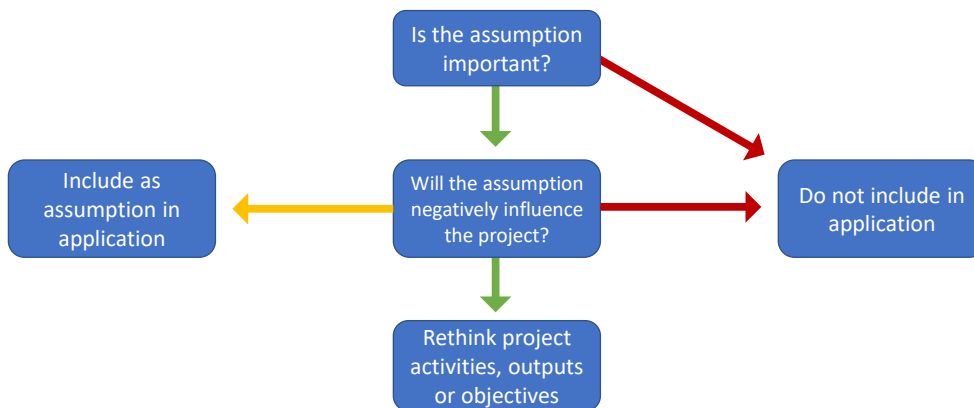 Is the assumption
important?
Include as
assumption in
application
Will the assumption
negatively influence
the project?
Do not include in
application
Rethink project
activities, outputs
or objectives